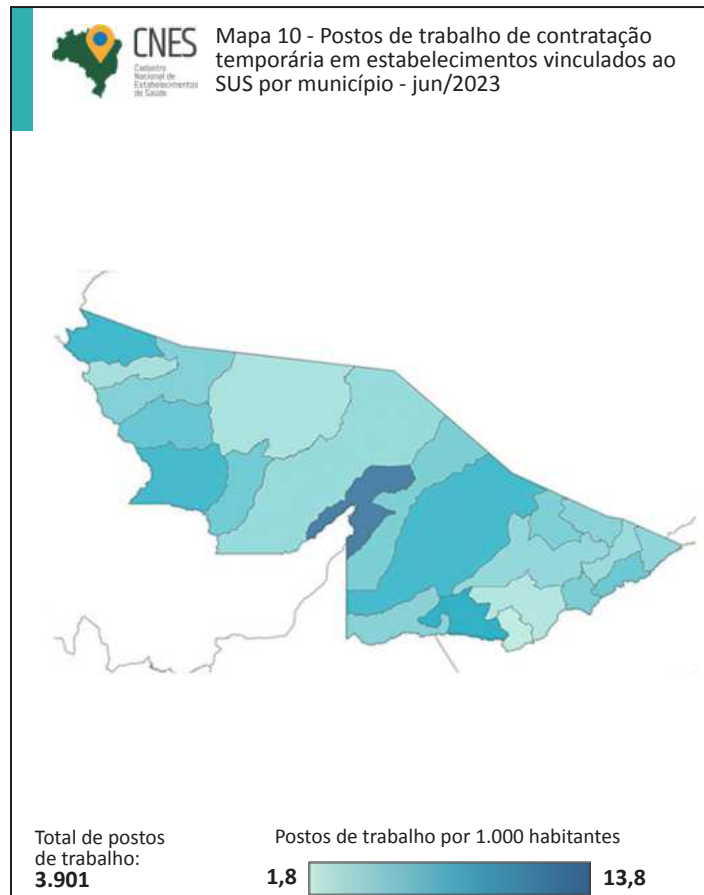 CNES
Cadastro
Nacional de
Estabelecimentos
de Saúde
Mapa 10 - Postos de trabalho de contratação
temporária em estabelecimentos vinculados ao
SUS por município - jun/2023
Total de postos
de trabalho:
3.901
Postos de trabalho por 1.000 habitantes
1,8
13,8